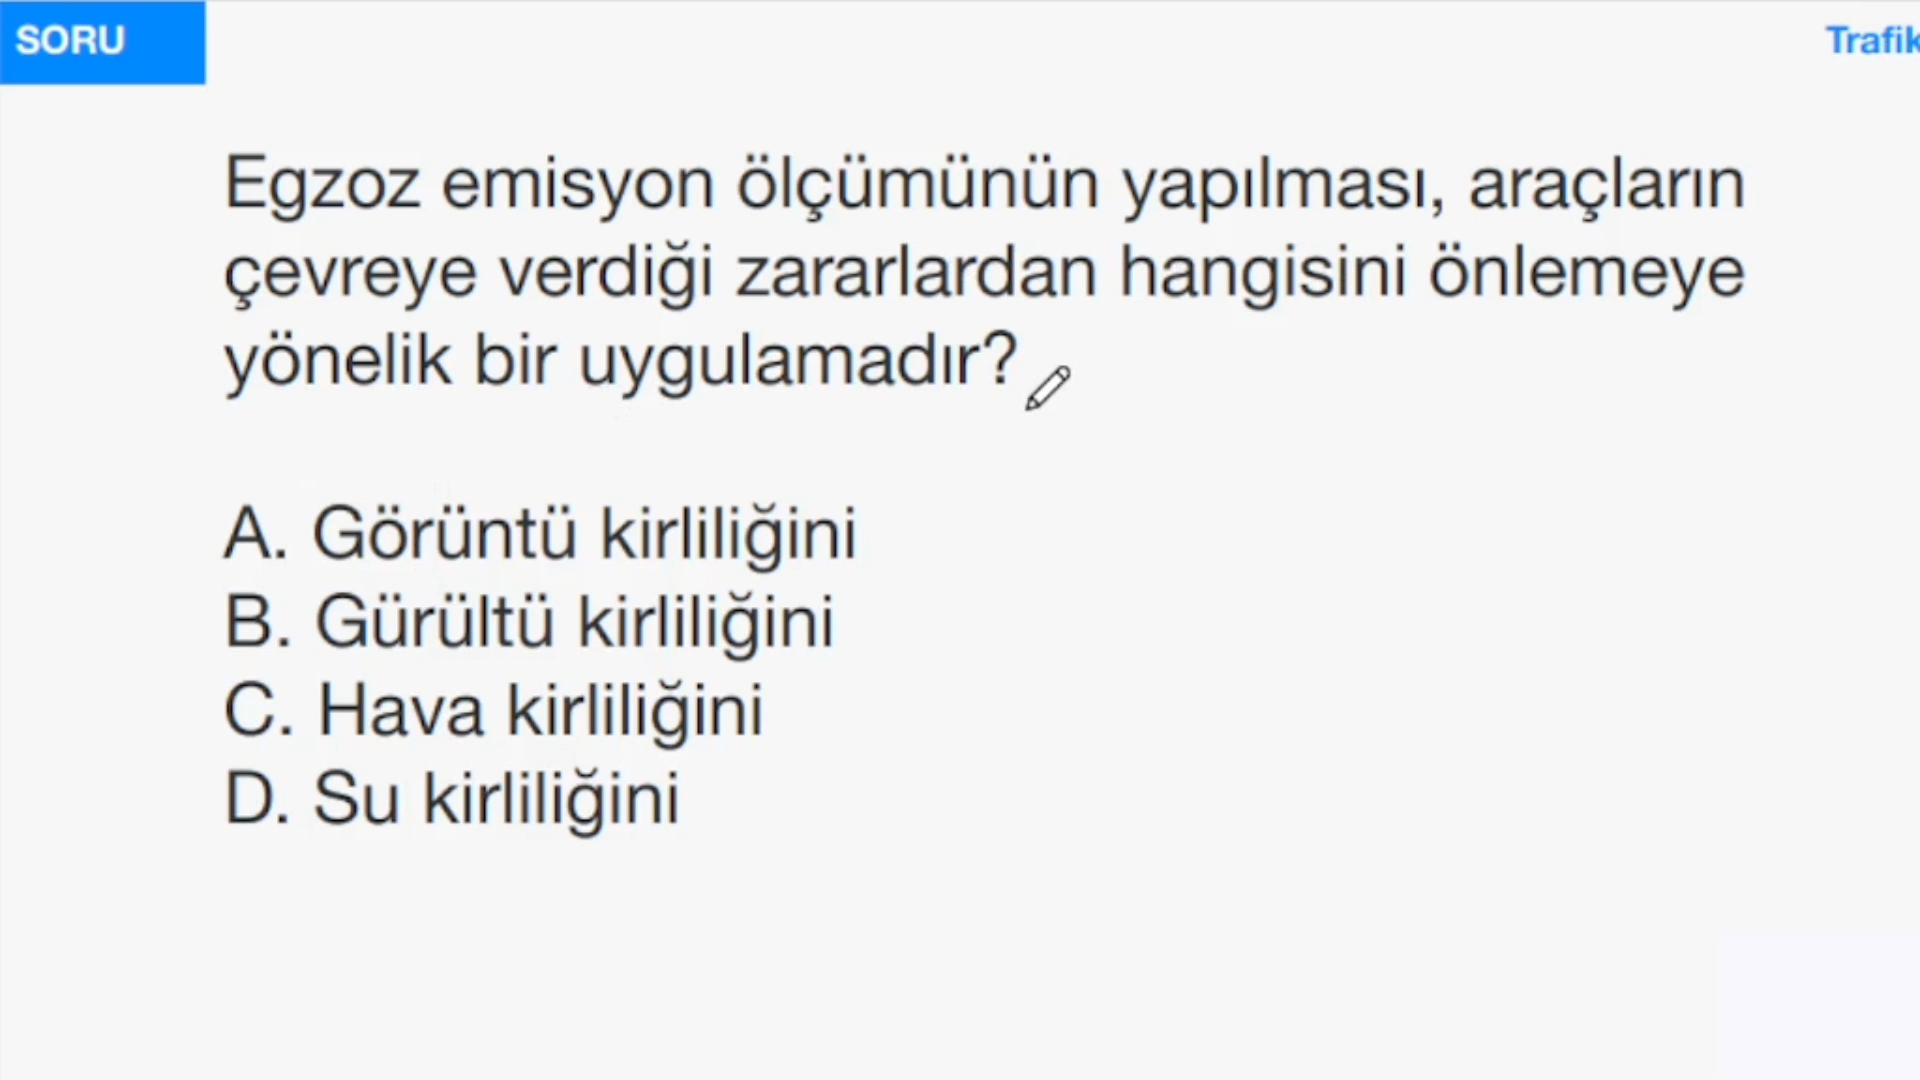 SORU
Trafik
Egzoz emisyon ölçümünün yapılması, araçların
çevreye verdiği zararlardan hangisini önlemeye
yönelik bir uygulamadır?
A. Görüntü kirliliğini
B. Gürültü kirliliğini
C. Hava kirliliğini
D. Su kirliliğini